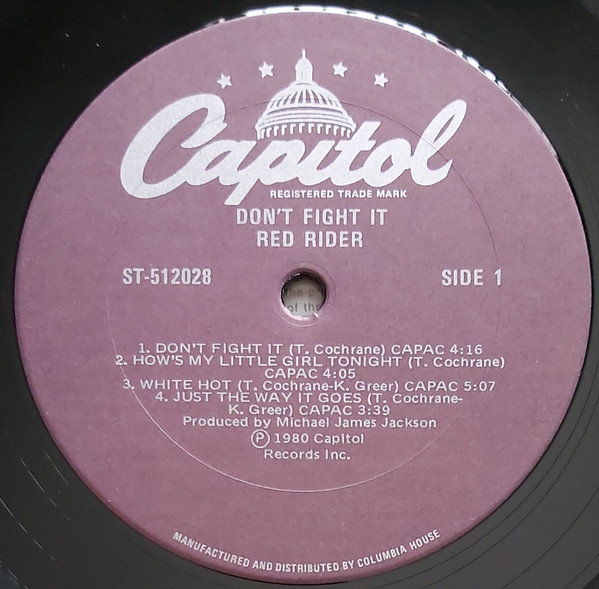 Capitol
REGISTERED TRADE MARK
DON'T FIGHT IT
RED RIDER
ST-512028
SIDE 1
1. DON'T FIGHT IT (T. Cochrane) CAPAC 4:16
2. HOW'S MY LITTLE GIRL TONIGHT (T. Cochrane)
CAPAC 4:05
3. WHITE HOT (T. Cochrane-K. Greer) CAPAC 5:07
4. JUST THE WAY IT GOES (T. Cochrane-
K. Greer) CAPAC 3:39
Produced by Michael James Jackson
Ⓟ 1980 Capitol
Records Inc.
MANUFACTURED AND DISTRIBUTED BY COLUMBIA HOUSE